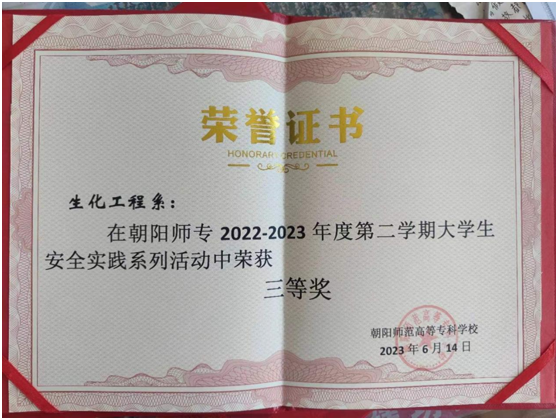 荣誉证书
HONORARY CREDENTIAL
生化工程系：
在朝阳师专 2022-2023 年度第二学期大学生
安全实践系列活动中荣获
三等奖
朝阳师范高等专科学校
2023 年 6 月 14 日